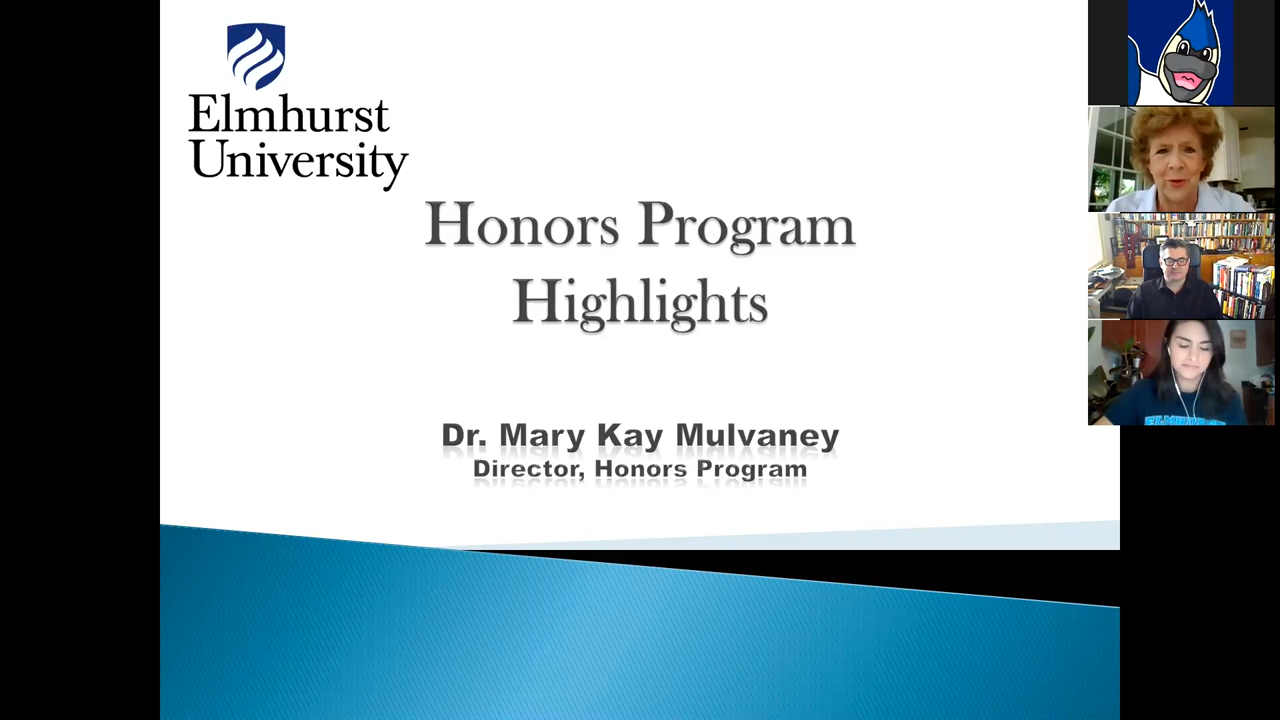 Elmhurst
University
Honors Program
Highlights
Dr. Mary Kay Mulvaney
Director, Honors Program